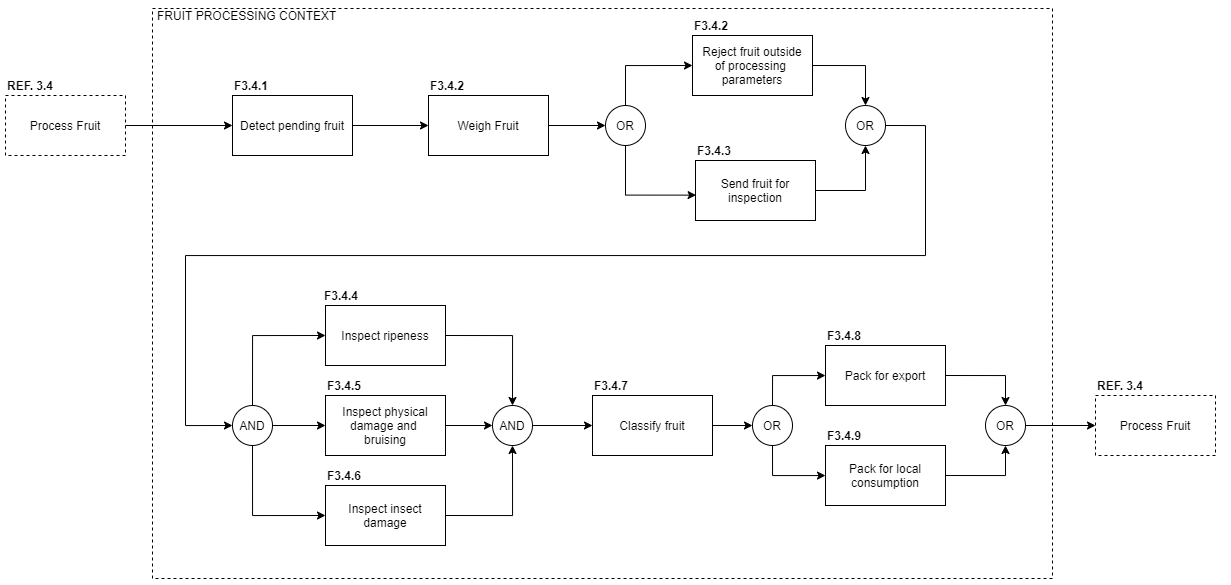 FRUIT PROCESSING CONTEXT
REF. 3.4
Process Fruit
F3.4.1
Detect pending fruit
F3.4.2
Weigh Fruit
OR
F3.4.2
Reject fruit outside
of processing
parameters
F3.4.3
Send fruit for
inspection
OR
AND
F3.4.4
Inspect ripeness
F3.4.5
Inspect physical
damage and
bruising
F3.4.6
Inspect insect
damage
AND
F3.4.7
Classify fruit
OR
F3.4.8
Pack for export
F3.4.9
Pack for local
consumption
OR
REF. 3.4
Process Fruit